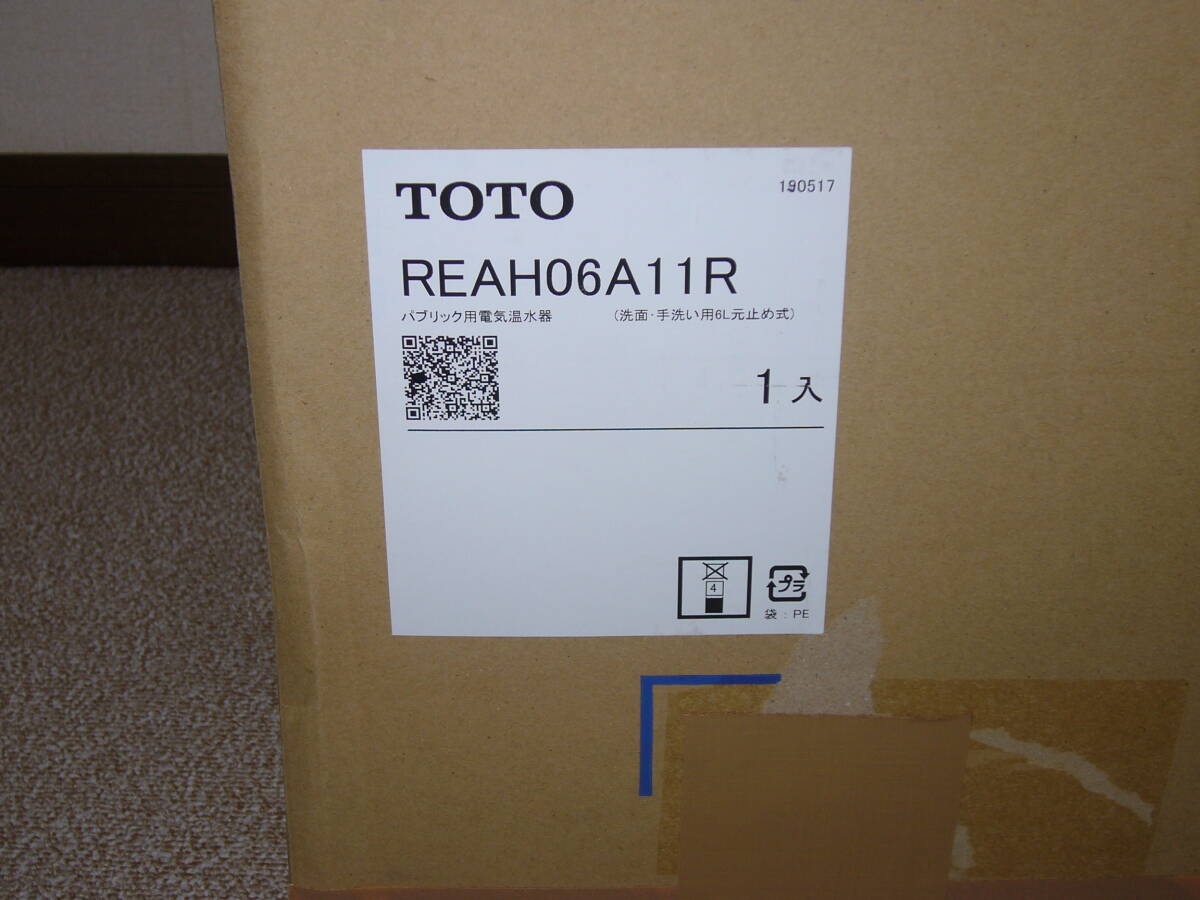 TOTO
190517
REAH06A11R
パブリック用電気温水器 (洗面・手洗い用6L元止め式)
1入
4
プラ
袋:PE